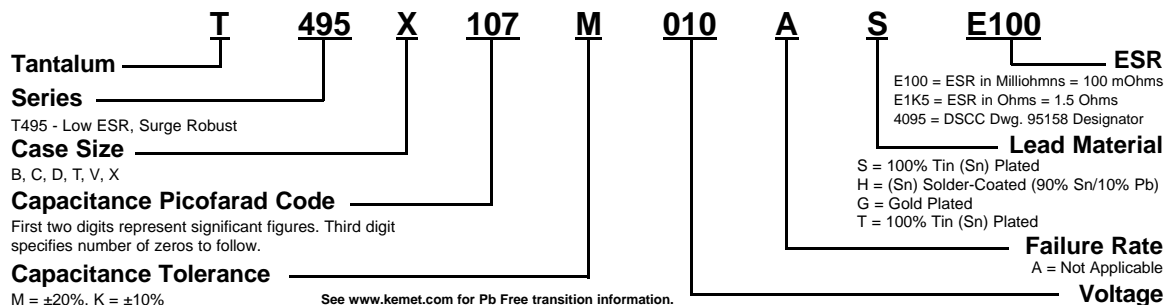 T 495 X 107 M 010 A S E100
Tantalum
Series
T495 - Low ESR, Surge Robust
Case Size
B, C, D, T, V, X
Capacitance Picofarad Code
First two digits represent significant figures. Third digit
specifies number of zeros to follow.
Capacitance Tolerance
M = ±20%, K = ±10%
See www.kemet.com for Pb Free transition information.
ESR
E100 = ESR in Milliohmns = 100 mOhms
E1K5 = ESR in Ohms = 1.5 Ohms
4095 = DSCC Dwg. 95158 Designator
Lead Material
S = 100% Tin (Sn) Plated
H = (Sn) Solder-Coated (90% Sn/10% Pb)
G = Gold Plated
T = 100% Tin (Sn) Plated
Failure Rate
A = Not Applicable
Voltage